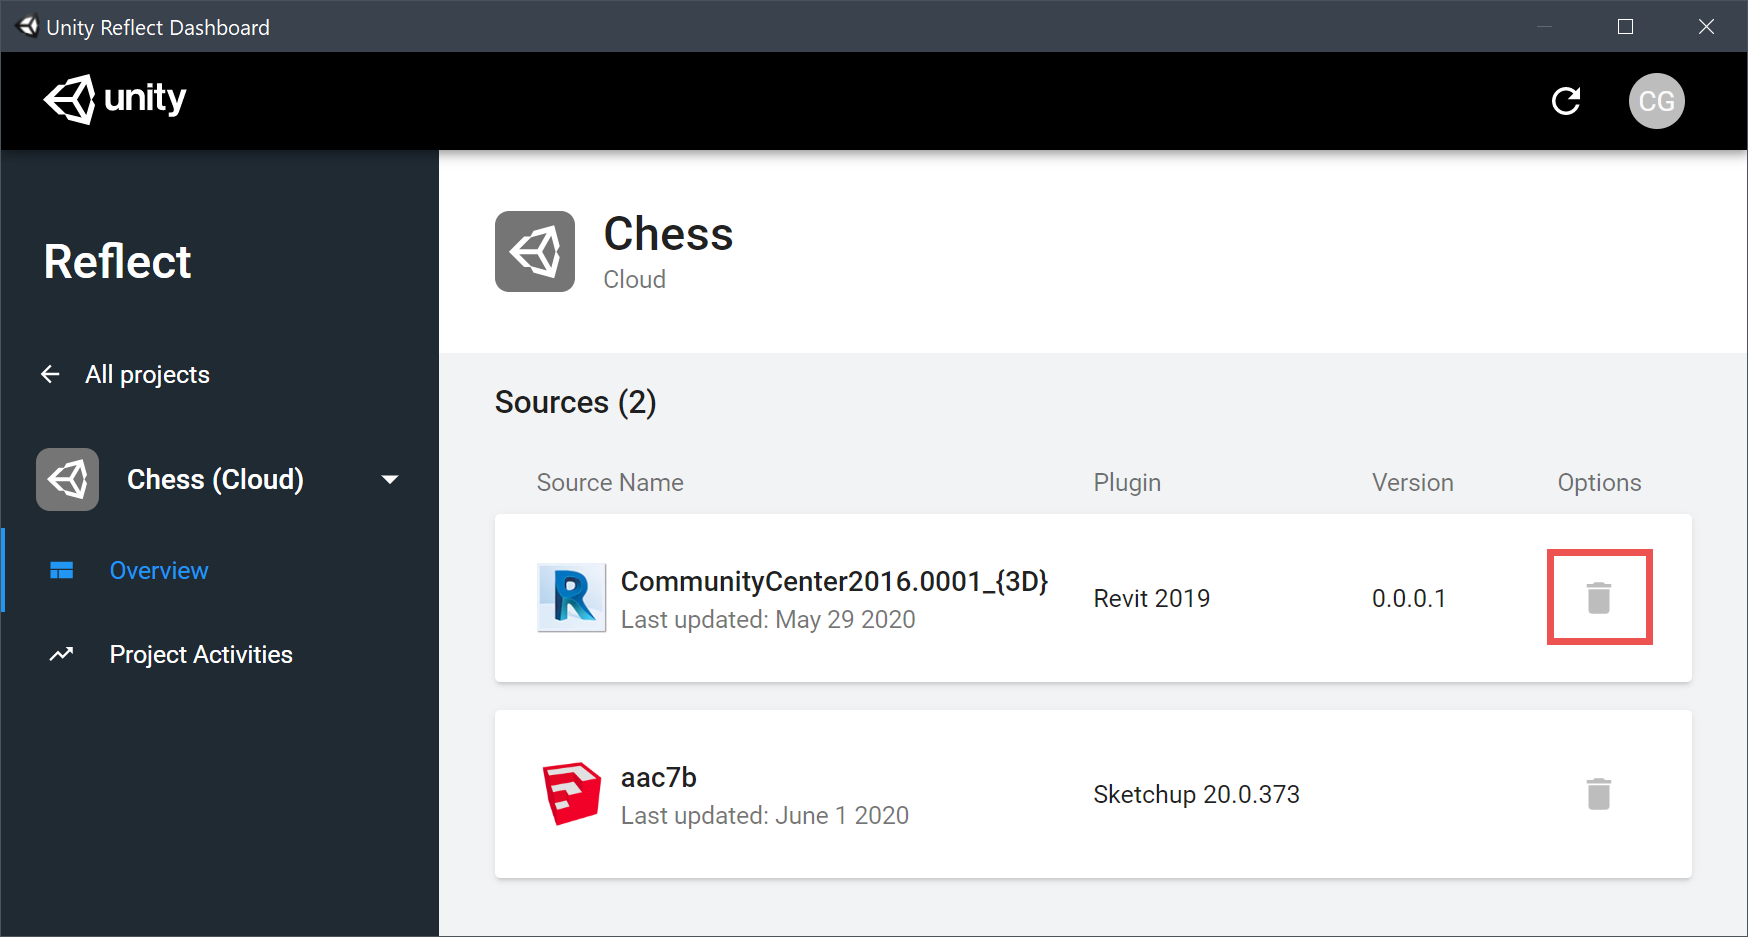 Unity Reflect Dashboard
unity
CG
Reflect
All projects
Chess (Cloud)
Overview
Project Activities
Chess
Cloud
Sources (2)
Source Name Plugin Version Options
R
CommunityCenter2016.0001_{3D}
Last updated: May 29 2020
Revit 2019
0.0.0.1
aac7b
Last updated: June 1 2020
Sketchup 20.0.373